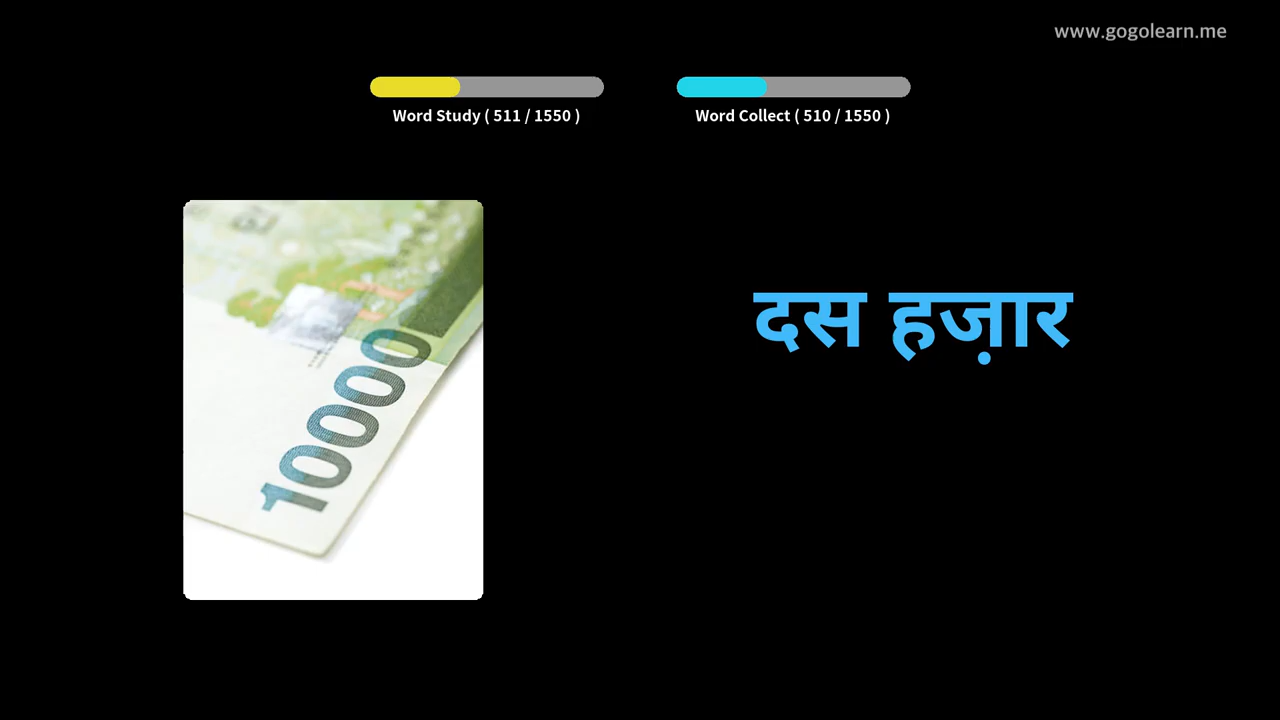 www.gogolearn.me
Word Study ( 511 / 1550 )
Word Collect ( 510 / 1550 )
10000
दस हज़ार